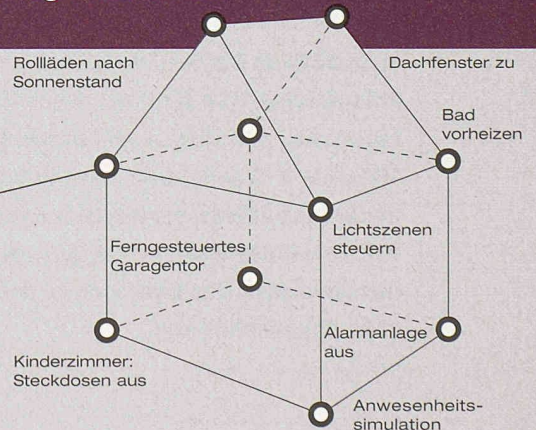 Rollläden nach
Sonnenstand
Dachfenster zu
Bad
vorheizen
Lichtszenen
steuern
Ferngesteuertes
Garagentor
Alarmanlage
aus
Kinderzimmer:
Steckdosen aus
Anwesenheits-
simulation